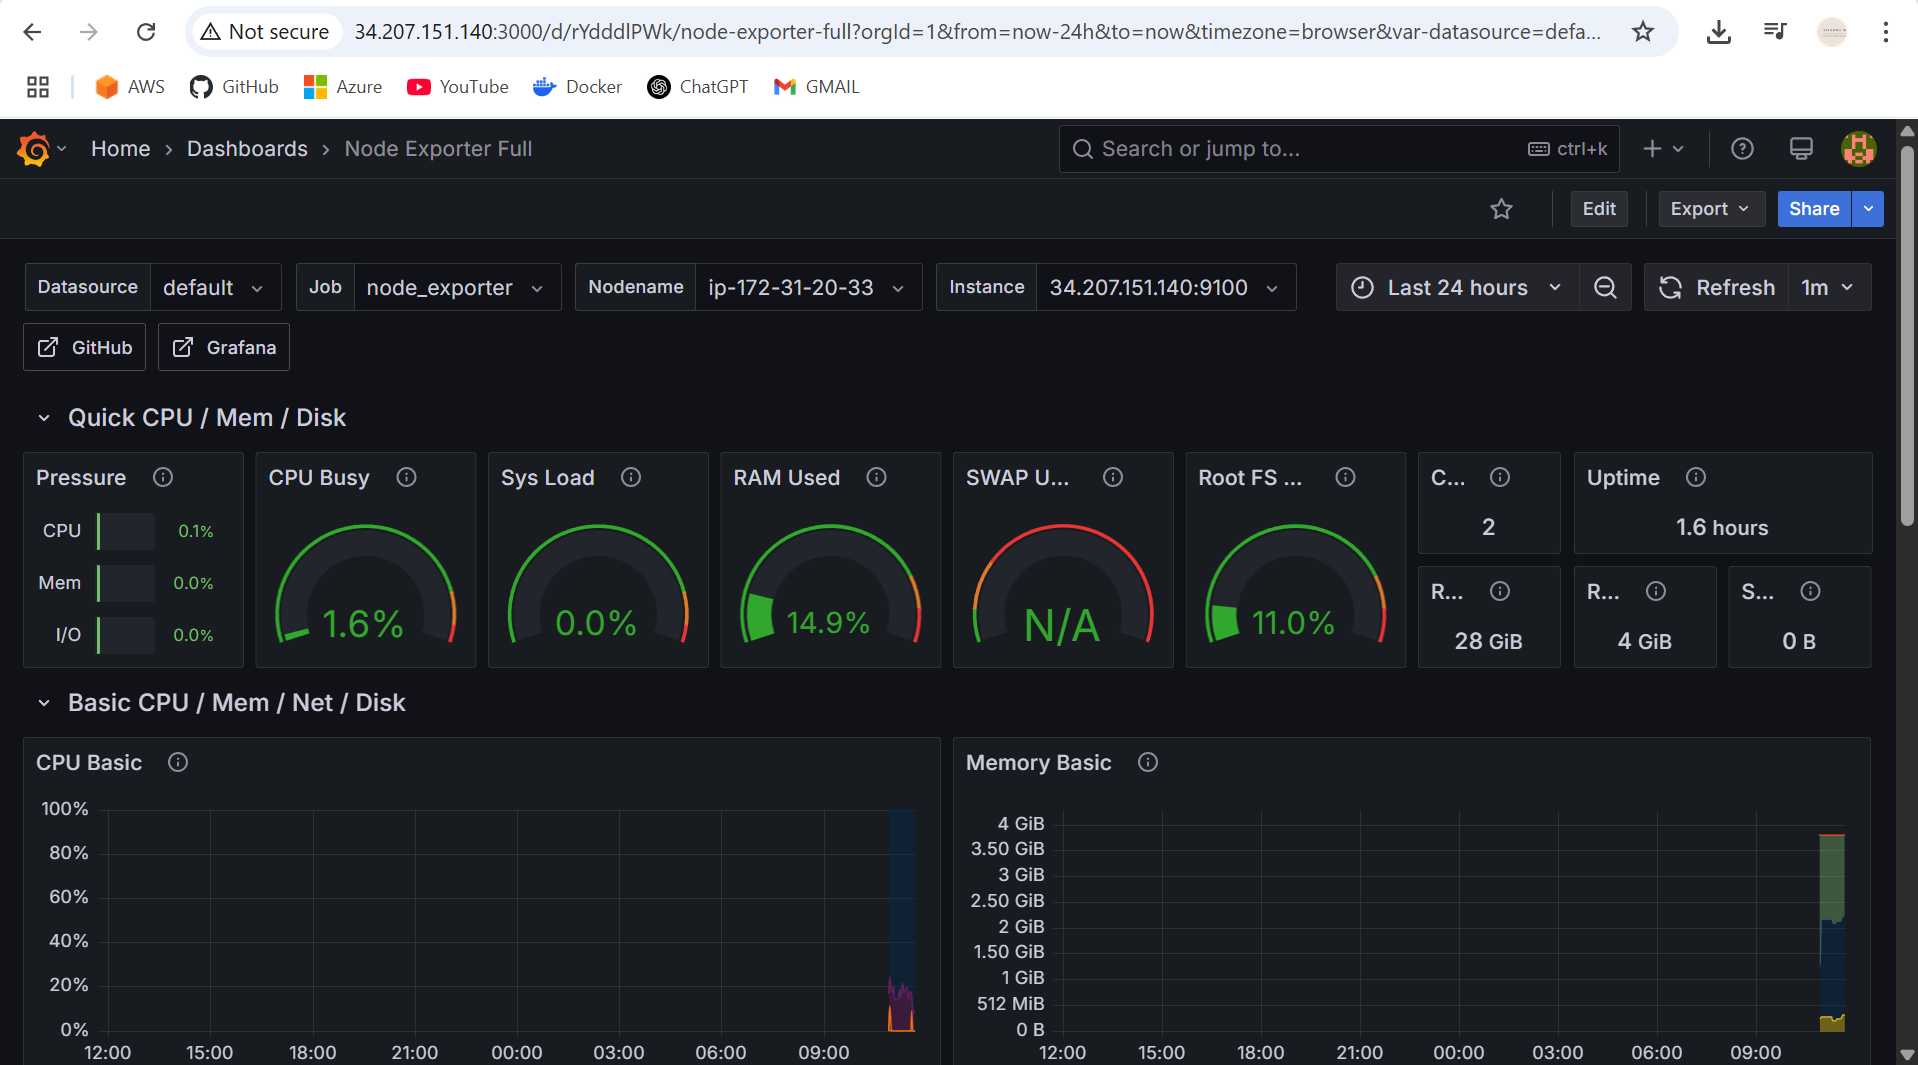 Not secure 34.207.151.140:3000/d/rYdddlPWk/node-exporter-full?orgId=1&from=now-24h&to=now&timezone=browser&var-datasource=defa...
AWS GitHub Azure YouTube Docker ChatGPT GMAIL
Home › Dashboards › Node Exporter Full Search or jump to... ctrl+k
Edit Export Share
Datasource default Job node_exporter Nodename ip-172-31-20-33 Instance 34.207.151.140:9100 Last 24 hours Refresh 1m
GitHub Grafana
Quick CPU / Mem / Disk
Pressure
CPU 0.1%
Mem 0.0%
I/O 0.0%
CPU Busy
1.6%
Sys Load
0.0%
RAM Used
14.9%
SWAP U...
N/A
Root FS ...
11.0%
C...
2
Uptime
1.6 hours
R...
28 GiB
R...
4 GiB
S...
0 B
Basic CPU / Mem / Net / Disk
CPU Basic
100%
80%
60%
40%
20%
0%
12:00 15:00 18:00 21:00 00:00 03:00 06:00 09:00
Memory Basic
4 GiB
3.50 GiB
3 GiB
2.50 GiB
2 GiB
1.50 GiB
1 GiB
512 MiB
0 B
12:00 15:00 18:00 21:00 00:00 03:00 06:00 09:00